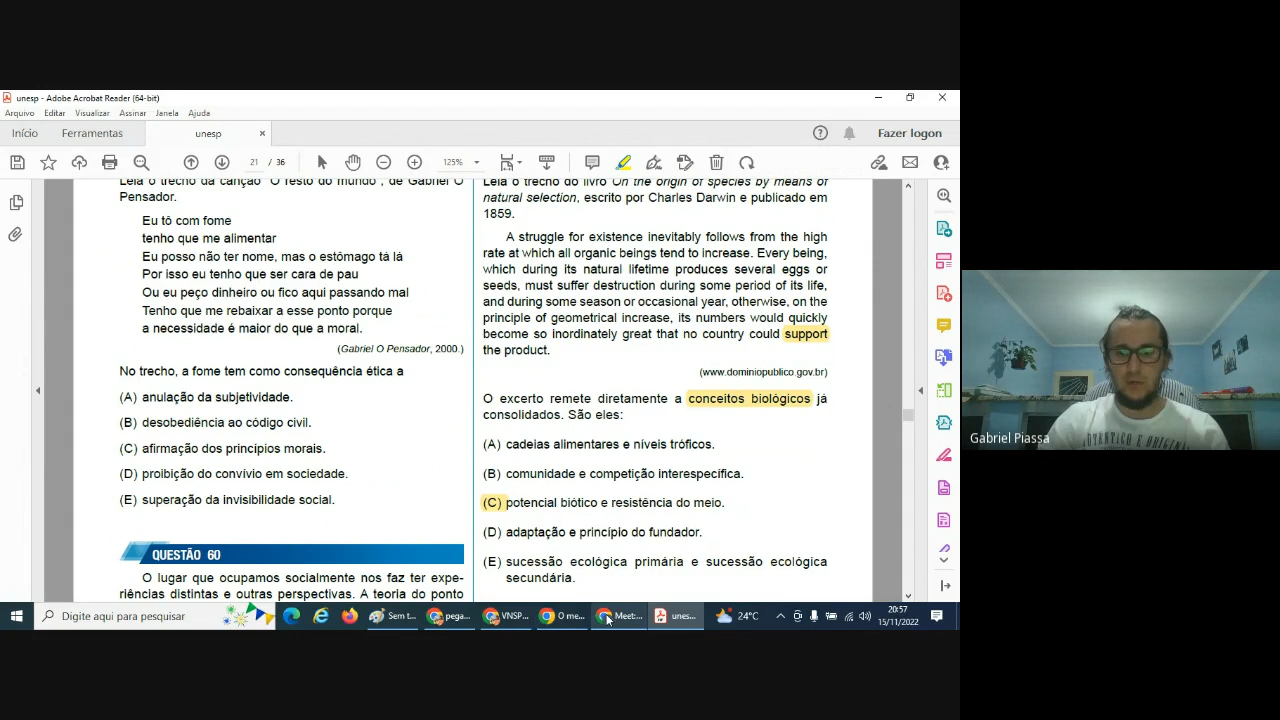 unesp - Adobe Acrobat Reader (64-bit)
Arquivo Editar Visualizar Assinar Janela Ajuda
Início Ferramentas unesp Fazer logon
21 / 36 125%
Leia o trecho da canção "O resto do mundo", de Gabriel O
Pensador.
Eu tô com fome
tenho que me alimentar
Eu posso não ter nome, mas o estômago tá lá
Por isso eu tenho que ser cara de pau
Ou eu peço dinheiro ou fico aqui passando mal
Tenho que me rebaixar a esse ponto porque
a necessidade é maior do que a moral.
(Gabriel O Pensador, 2000.)
No trecho, a fome tem como consequência ética a
(A) anulação da subjetividade.
(B) desobediência ao código civil.
(C) afirmação dos princípios morais.
(D) proibição do convívio em sociedade.
(E) superação da invisibilidade social.
QUESTÃO 60
O lugar que ocupamos socialmente nos faz ter expe-
riências distintas e outras perspectivas. A teoria do ponto
Leia o trecho do livro On the origin of species by means of
natural selection, escrito por Charles Darwin e publicado em
1859.
A struggle for existence inevitably follows from the high
rate at which all organic beings tend to increase. Every being,
which during its natural lifetime produces several eggs or
seeds, must suffer destruction during some period of its life,
and during some season or occasional year, otherwise, on the
principle of geometrical increase, its numbers would quickly
become so inordinately great that no country could support
the product.
(www.dominiopublico.gov.br)
O excerto remete diretamente a conceitos biológicos já
consolidados. São eles:
(A) cadeias alimentares e níveis tróficos.
(B) comunidade e competição interespecífica.
(C) potencial biótico e resistência do meio.
(D) adaptação e princípio do fundador.
(E) sucessão ecológica primária e sucessão ecológica
secundária.
Gabriel Piassa
Digite aqui para pesquisar Sem t... pega... VNSP... O me... Meet:... unes... 24°C 20:57
15/11/2022